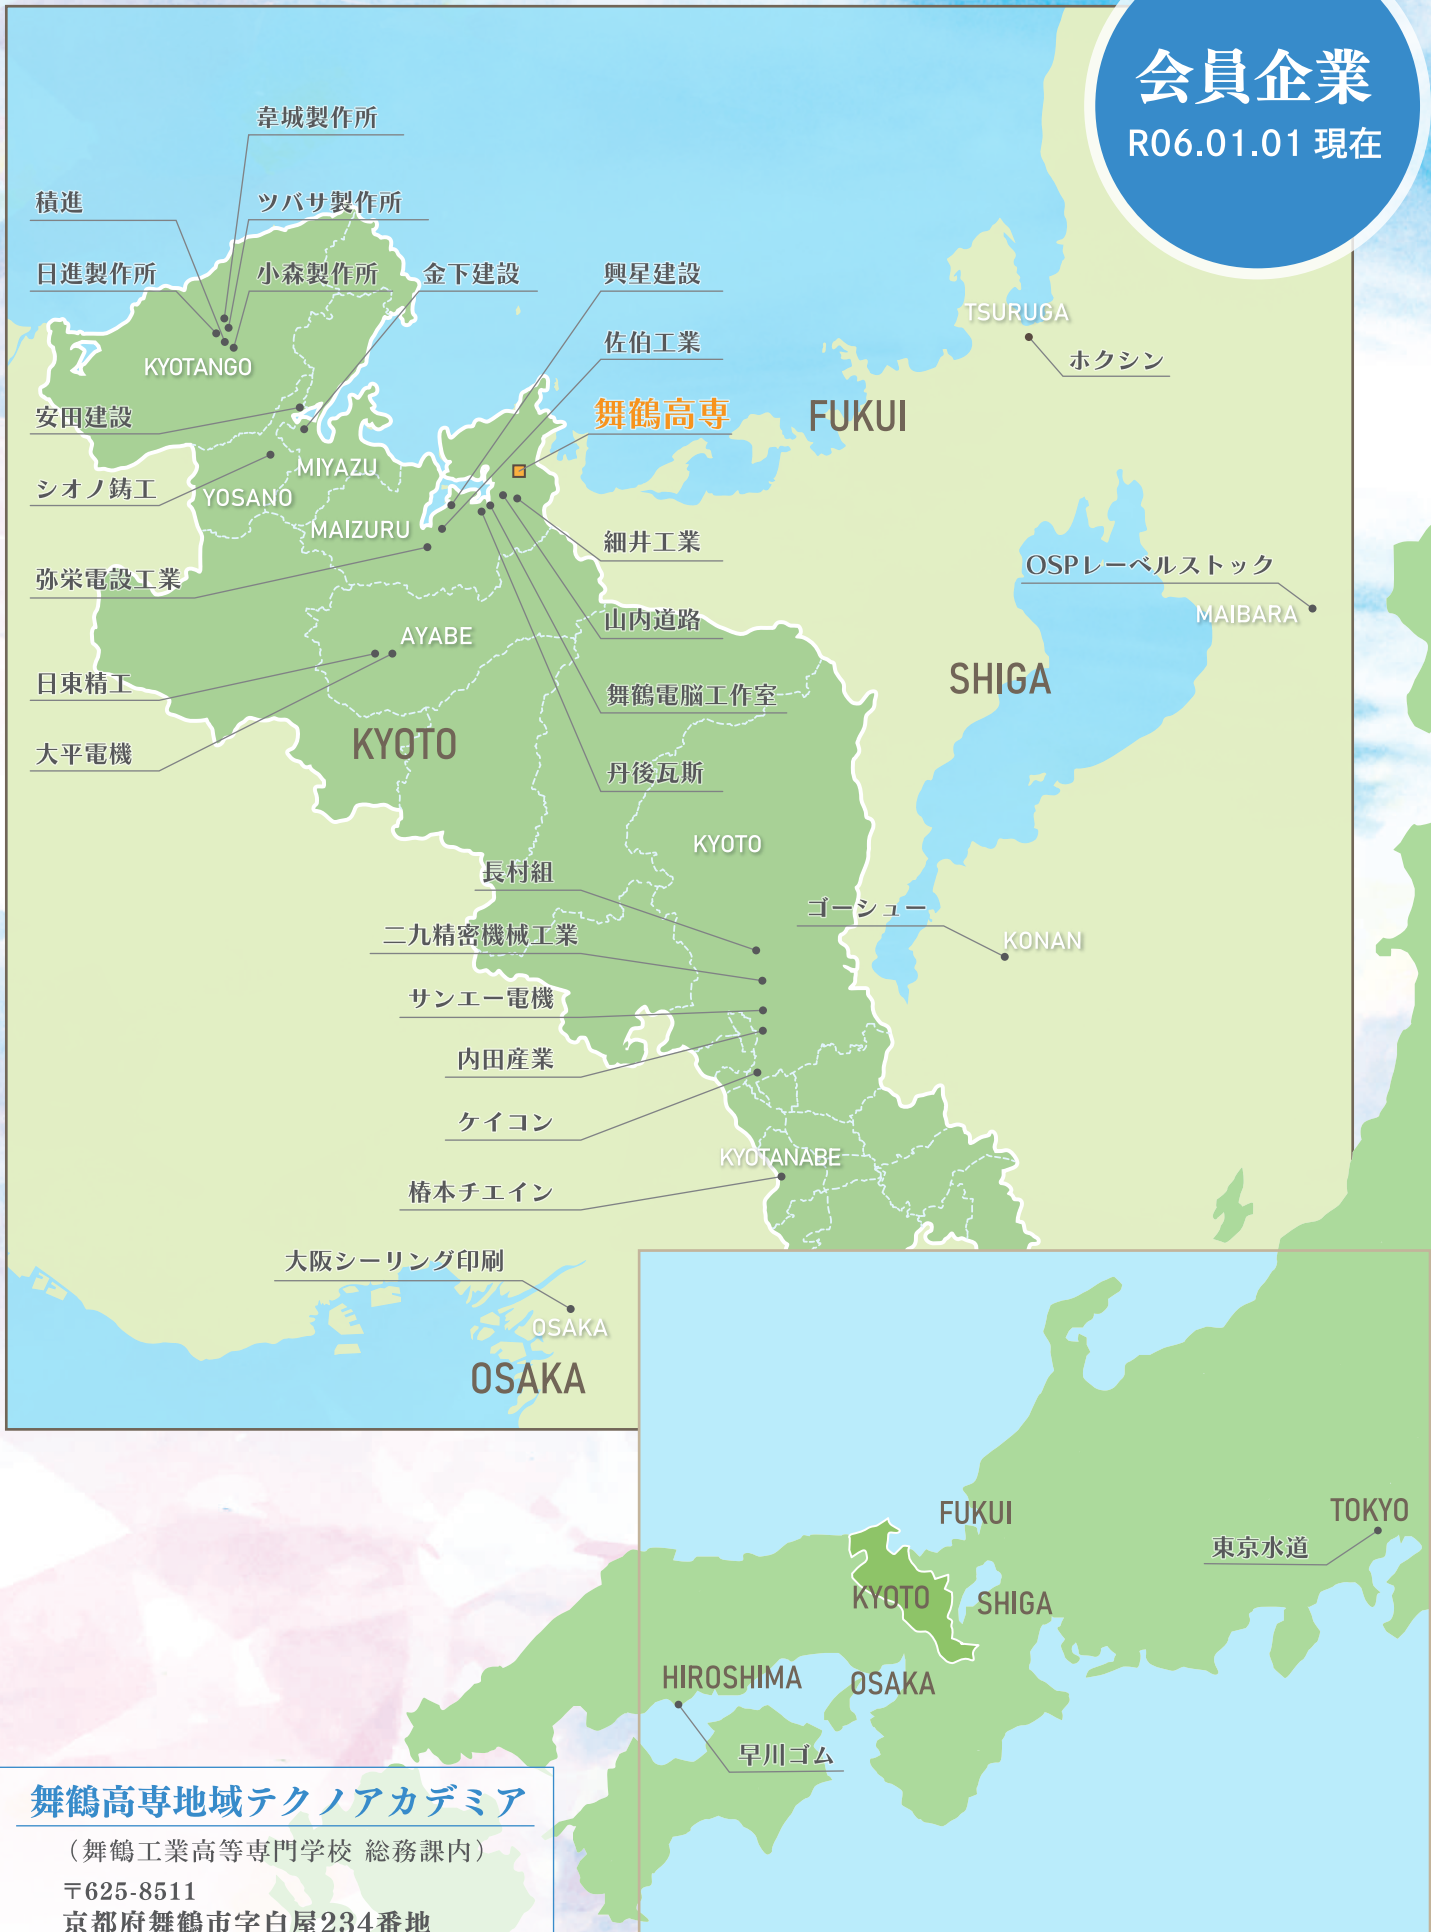 会員企業
R06.01.01 現在
韋城製作所
積進
ツバサ製作所
日進製作所
小森製作所
金下建設
興星建設
TSURUGA
佐伯工業
ホクシン
KYOTANGO
安田建設
舞鶴高専
FUKUI
MIYAZU
シオノ鋳工
YOSANO
MAIZURU
細井工業
OSPレーベルストック
弥栄電設工業
MAIBARA
山内道路
AYABE
日東精工
SHIGA
舞鶴電脳工作室
大平電機
KYOTO
丹後瓦斯
KYOTO
長村組
ゴーシュー
二九精密機械工業
KONAN
サンエー電機
内田産業
ケイコン
KYOTANABE
椿本チエイン
大阪シーリング印刷
OSAKA
OSAKA
FUKUI
TOKYO
東京水道
KYOTO
SHIGA
HIROSHIMA
OSAKA
早川ゴム
舞鶴高専地域テクノアカデミア
（舞鶴工業高等専門学校 総務課内）
〒625-8511
京都府舞鶴市字白屋234番地